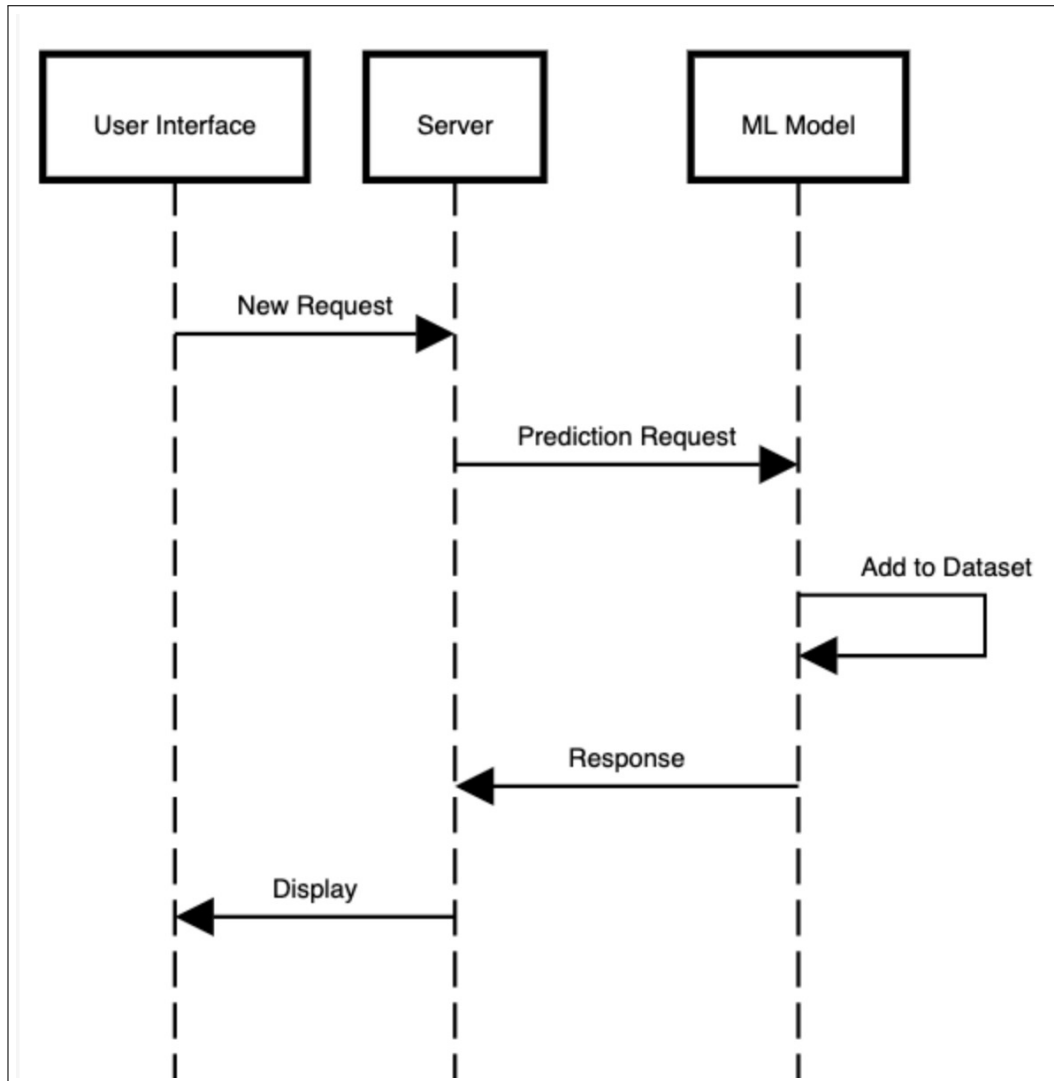 User Interface
Server
ML Model
New Request
Prediction Request
Add to Dataset
Response
Display